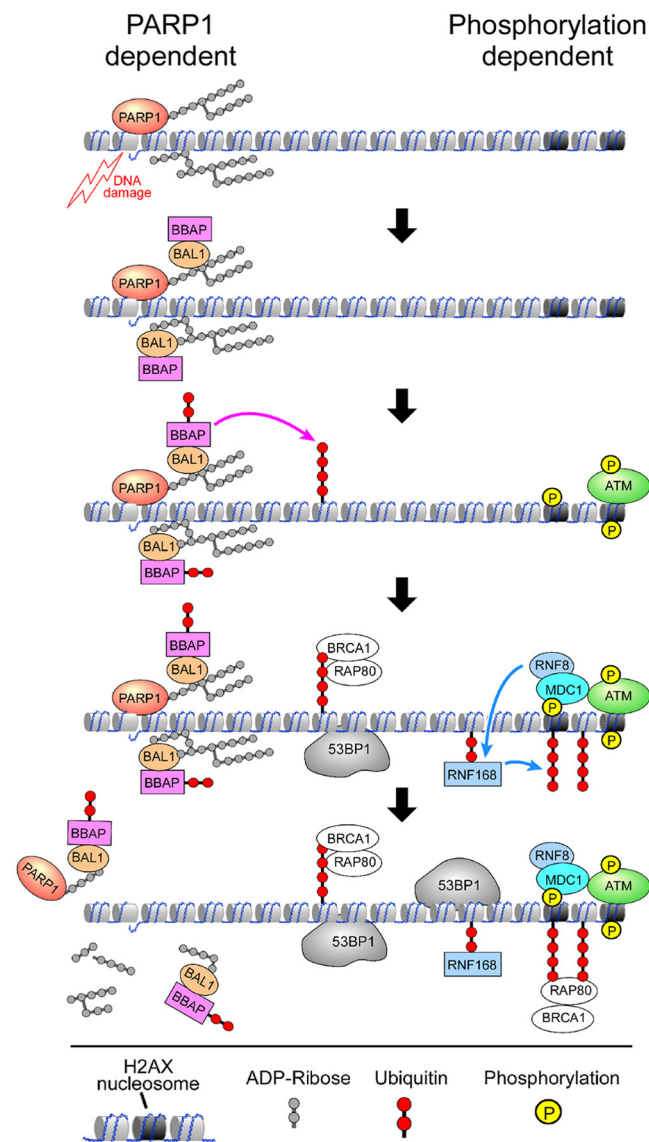 PARP1
dependent
Phosphorylation
dependent
PARP1
DNA
damage
BBAP
BAL1
PARP1
BAL1
BBAP
BBAP
BAL1
PARP1
P
P
ATM
BAL1
P
BBAP
BBAP
BRCA1
RNF8
P
BAL1
RAP80
MDC1
PARP1
ATM
P
BAL1
53BP1
P
BBAP
RNF168
BBAP
BRCA1
RNF8
P
BAL1
RAP80
53BP1
MDC1
ATM
PARP1
P
P
53BP1
BAL1
RNF168
BBAP
RAP80
BRCA1
H2AX
nucleosome
ADP-Ribose
Ubiquitin
Phosphorylation
P